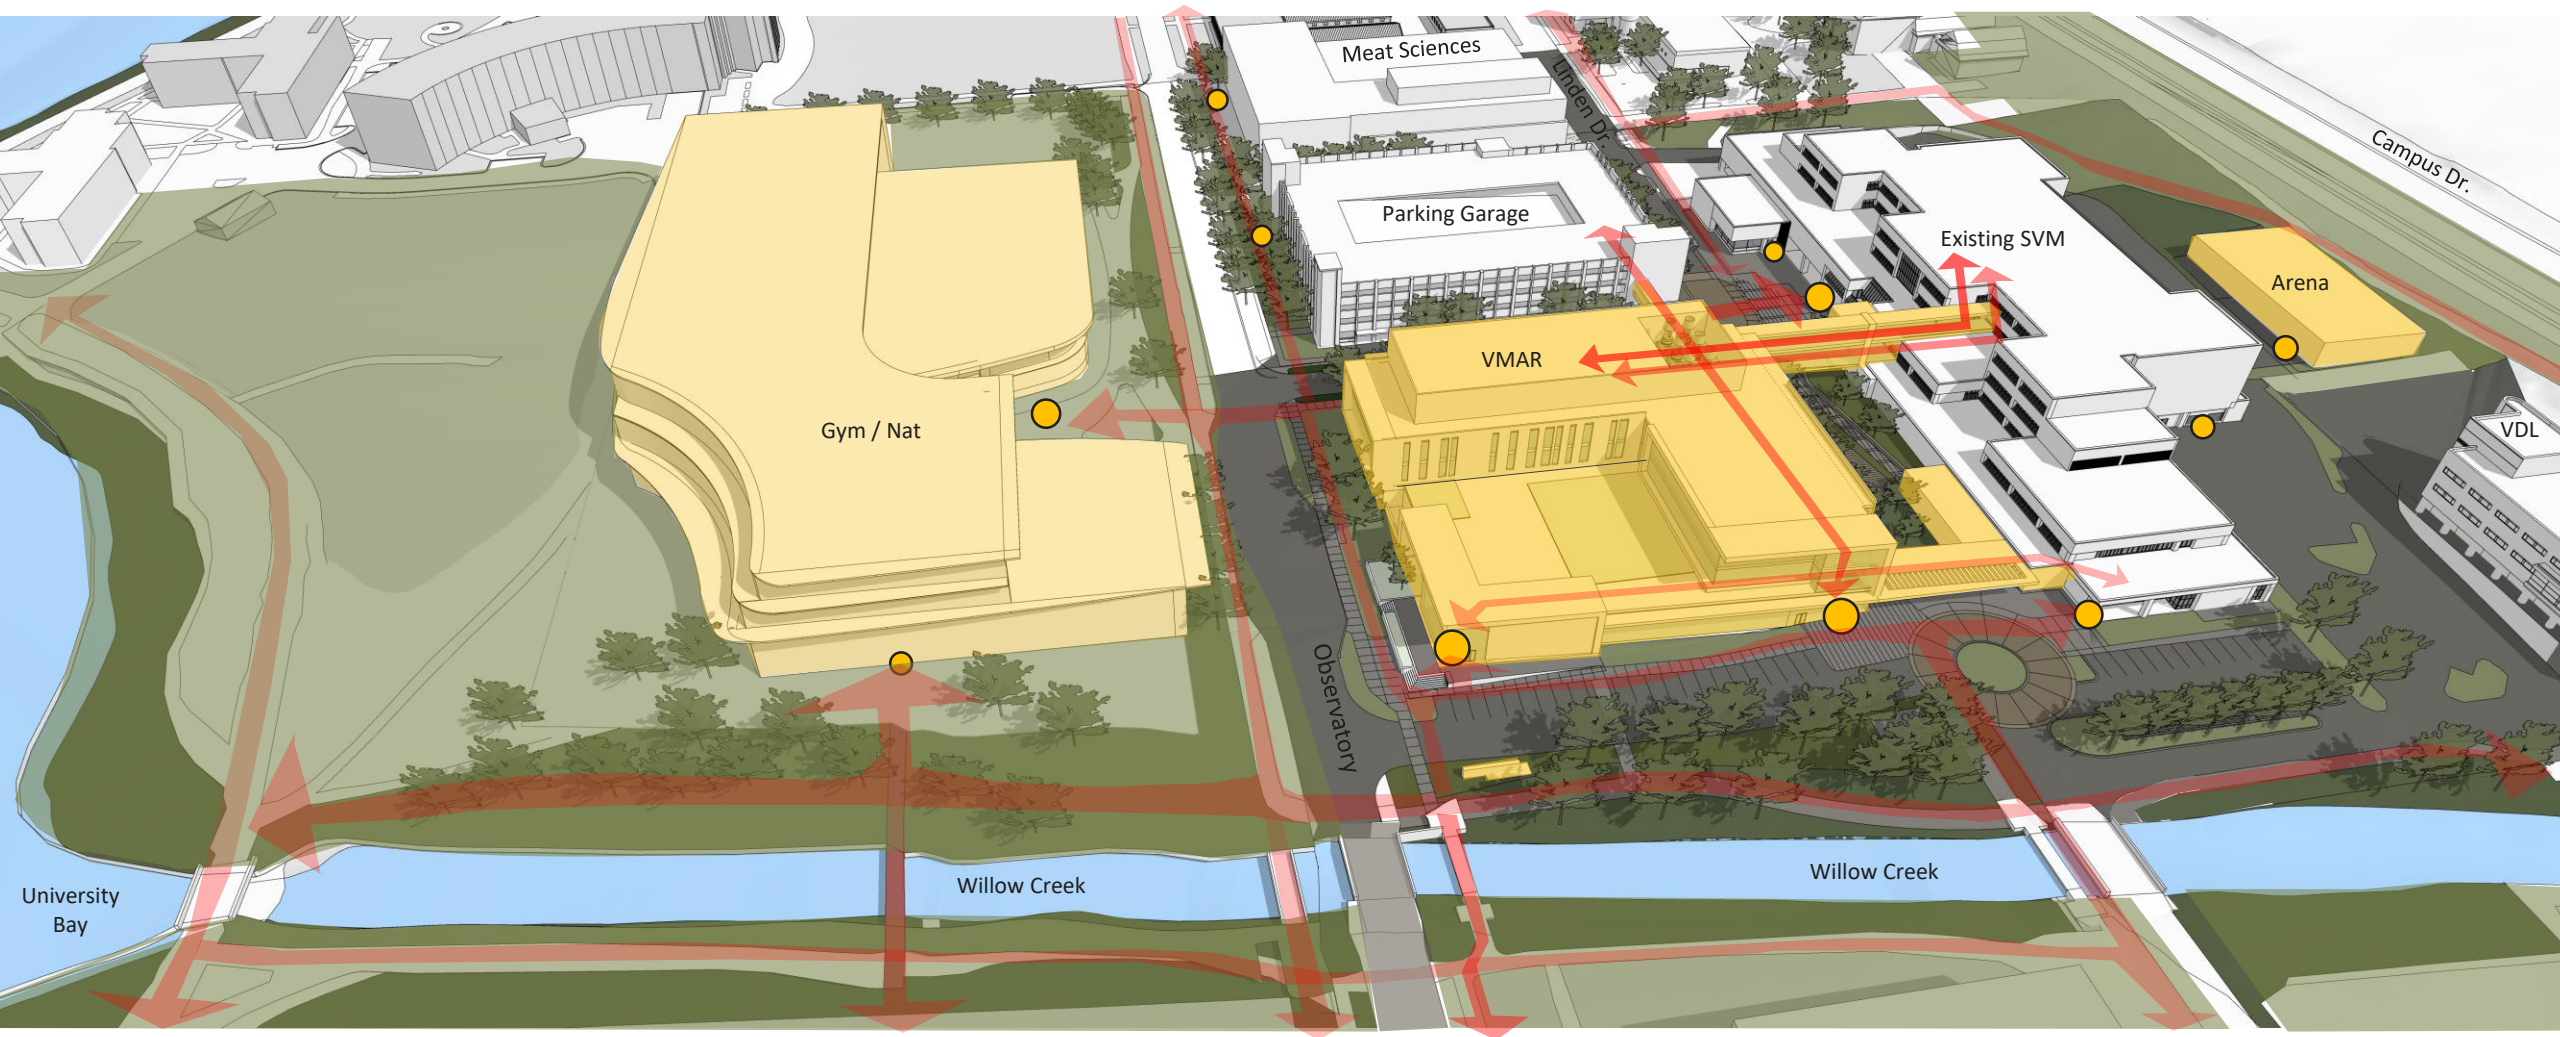 Meat Sciences
Linden Dr.
Campus Dr.
Parking Garage
Existing SVM
Arena
VMAR
Gym / Nat
VDL
Observatory
University
Bay
Willow Creek
Willow Creek